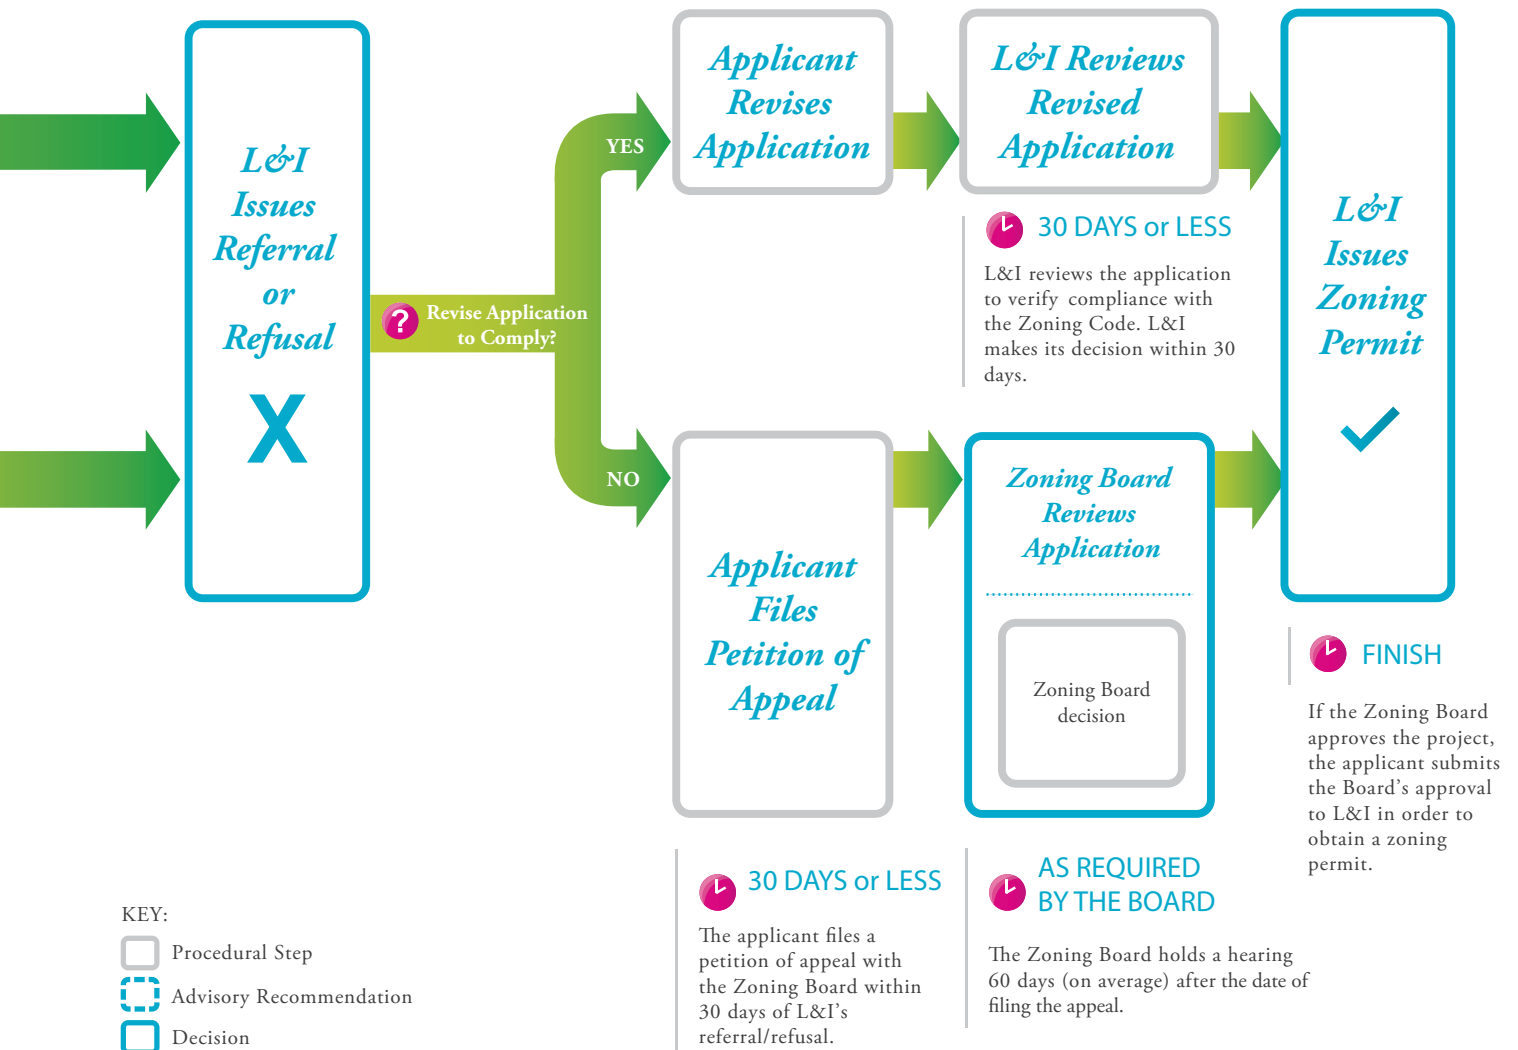 L&I
Issues
Referral
or
Refusal
X
?
Revise Application
to Comply?
YES
Applicant
Revises
Application
L&I Reviews
Revised
Application
30 DAYS or LESS
L&I reviews the application
to verify compliance with
the Zoning Code. L&I
makes its decision within 30
days.
NO
Applicant
Files
Petition of
Appeal
30 DAYS or LESS
The applicant files a
petition of appeal with
the Zoning Board within
30 days of L&I's
referral/refusal.
Zoning Board
Reviews
Application
Zoning Board
decision
AS REQUIRED
BY THE BOARD
The Zoning Board holds a hearing
60 days (on average) after the date of
filing the appeal.
L&I
Issues
Zoning
Permit
FINISH
If the Zoning Board
approves the project,
the applicant submits
the Board's approval
to L&I in order to
obtain a zoning
permit.
KEY:
Procedural Step
Advisory Recommendation
Decision